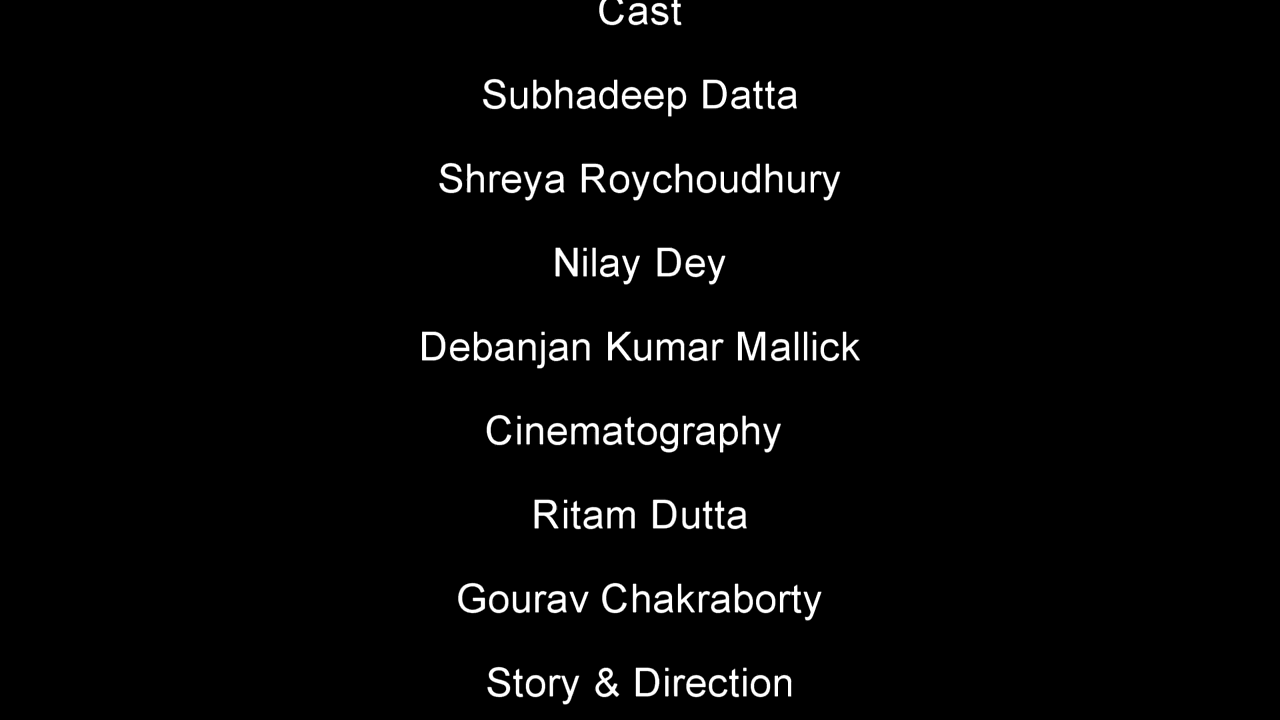 Cast
Subhadeep Datta
Shreya Roychoudhury
Nilay Dey
Debanjan Kumar Mallick
Cinematography
Ritam Dutta
Gourav Chakraborty
Story & Direction